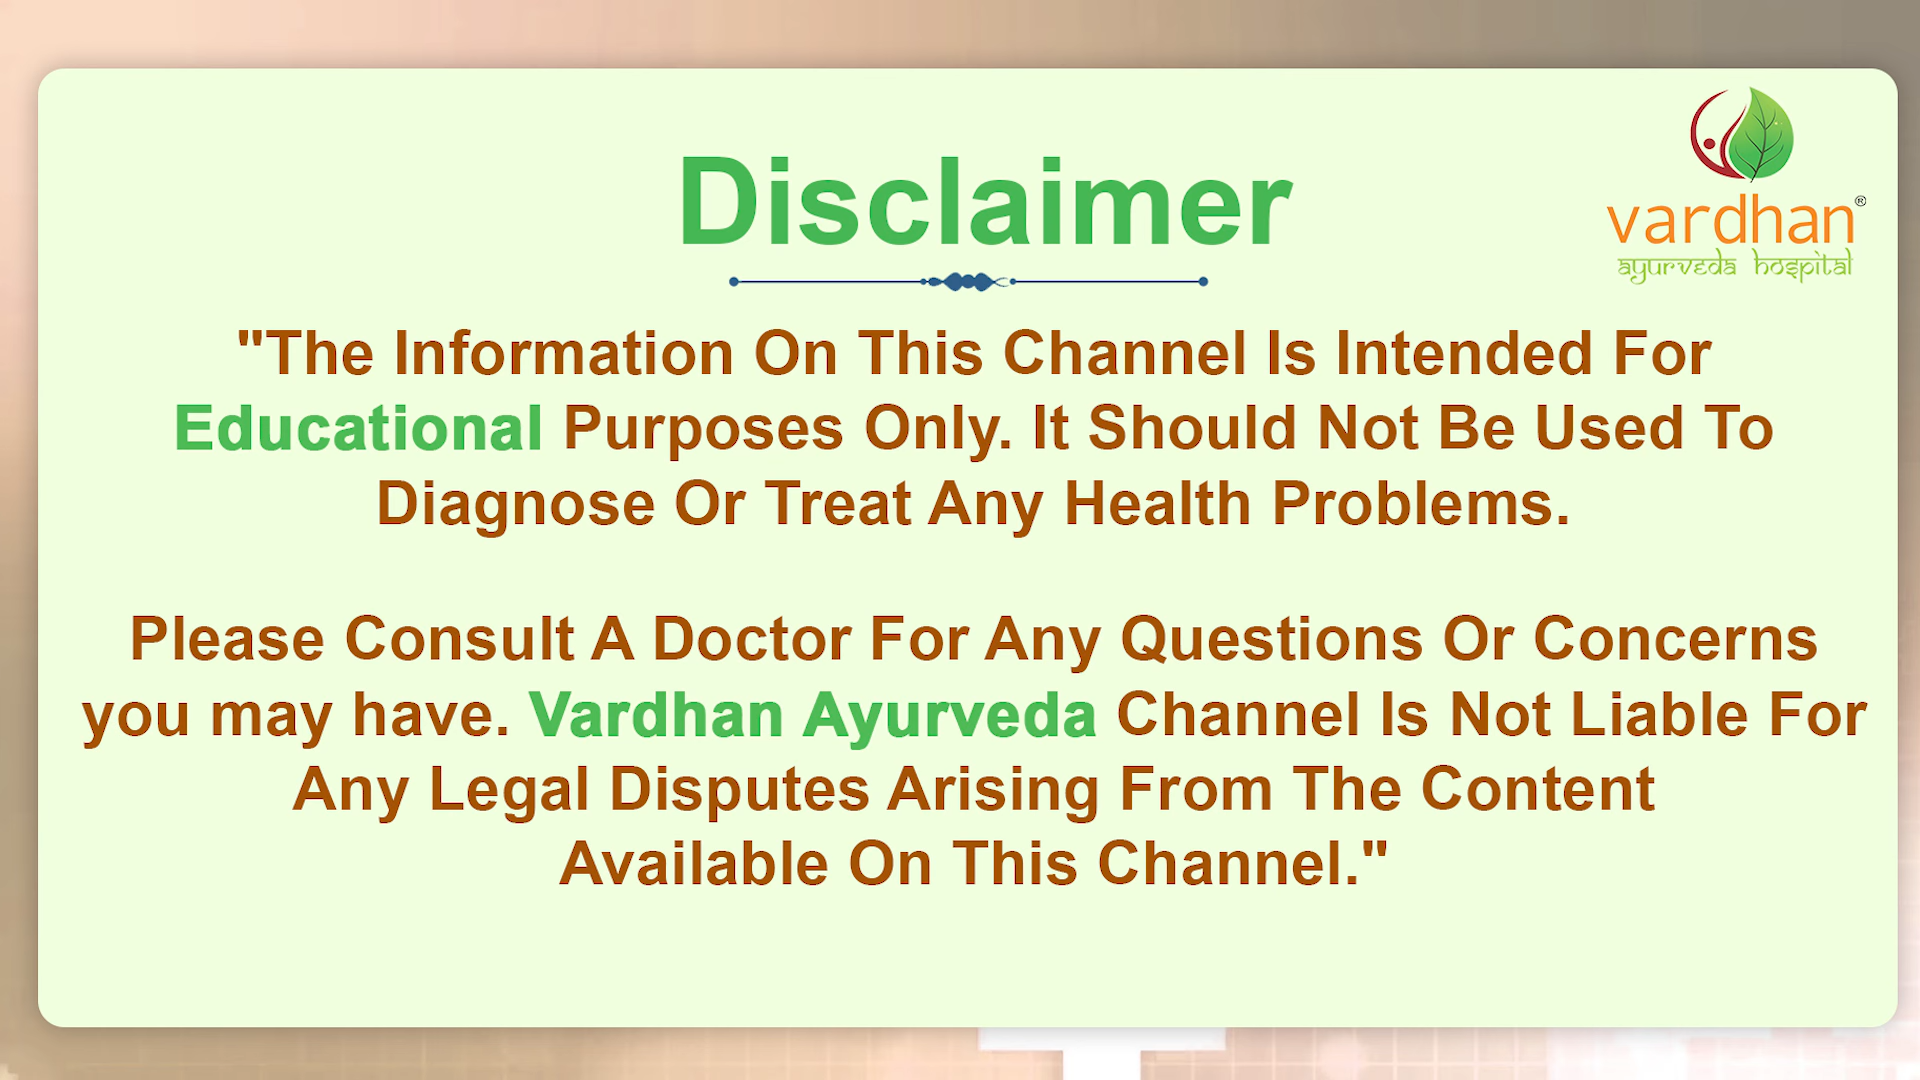 vardhan®
ayurveda hospital
Disclaimer
"The Information On This Channel Is Intended For
Educational Purposes Only. It Should Not Be Used To
Diagnose Or Treat Any Health Problems.
Please Consult A Doctor For Any Questions Or Concerns
you may have. Vardhan Ayurveda Channel Is Not Liable For
Any Legal Disputes Arising From The Content
Available On This Channel."